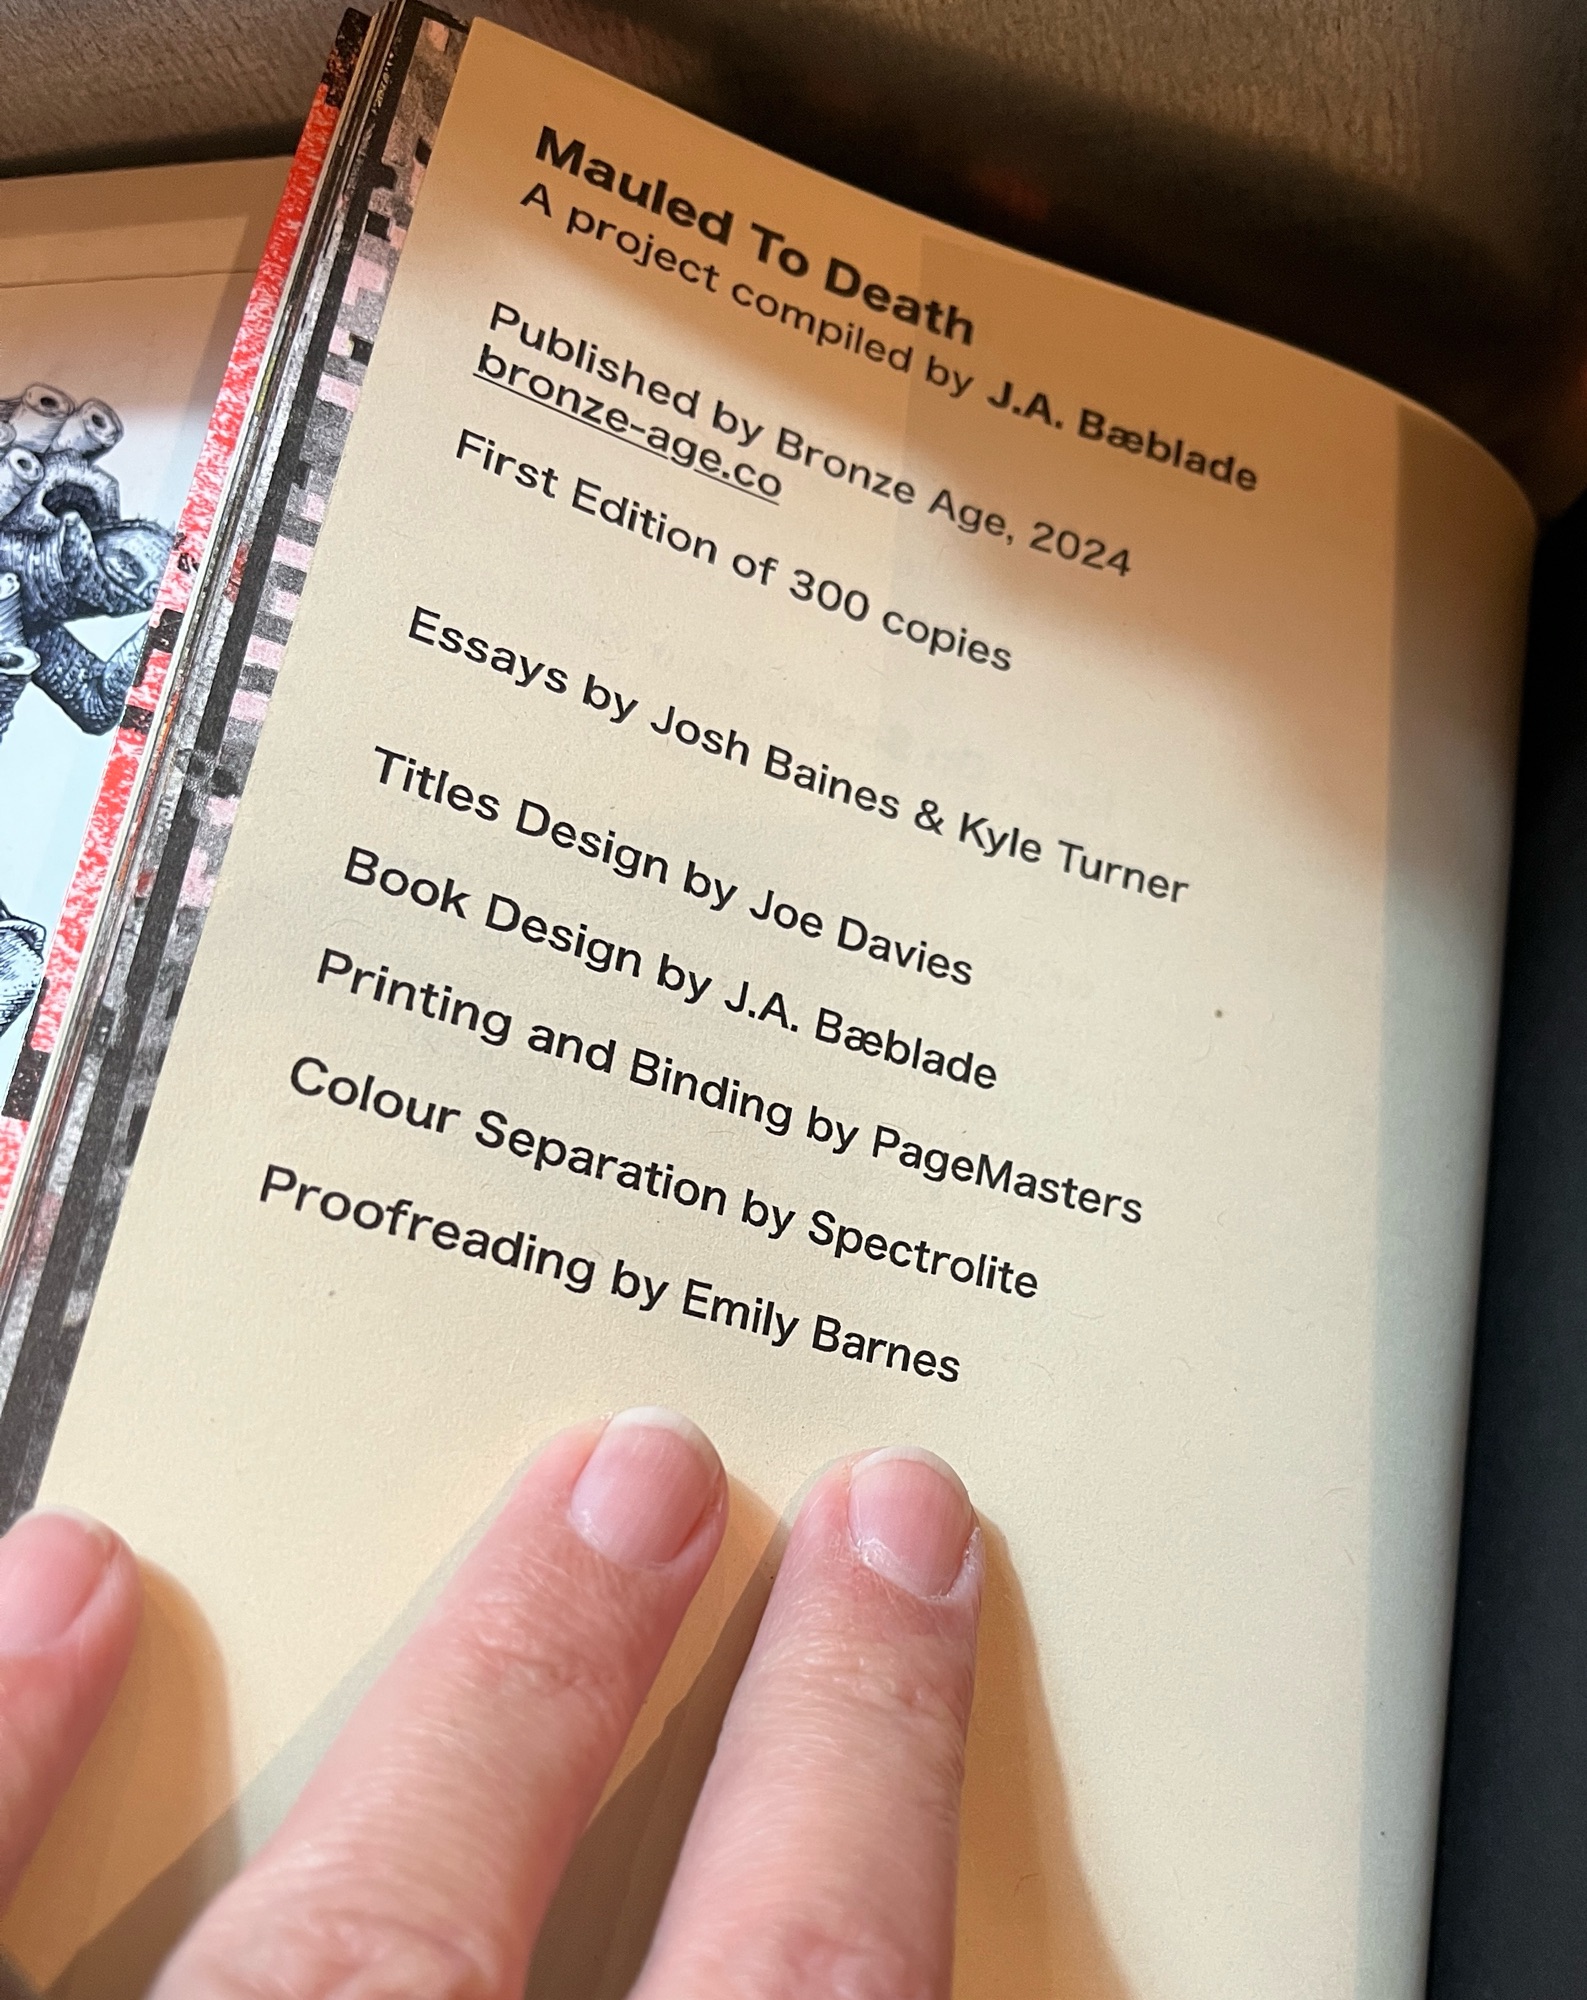 Mauled To Death
A project compiled by J.A. Bæblade
Published by Bronze Age, 2024
bronze-age.co
First Edition of 300 copies
Essays by Josh Baines & Kyle Turner
Titles Design by Joe Davies
Book Design by J.A. Bæblade
Printing and Binding by PageMasters
Colour Separation by Spectrolite
Proofreading by Emily Barnes